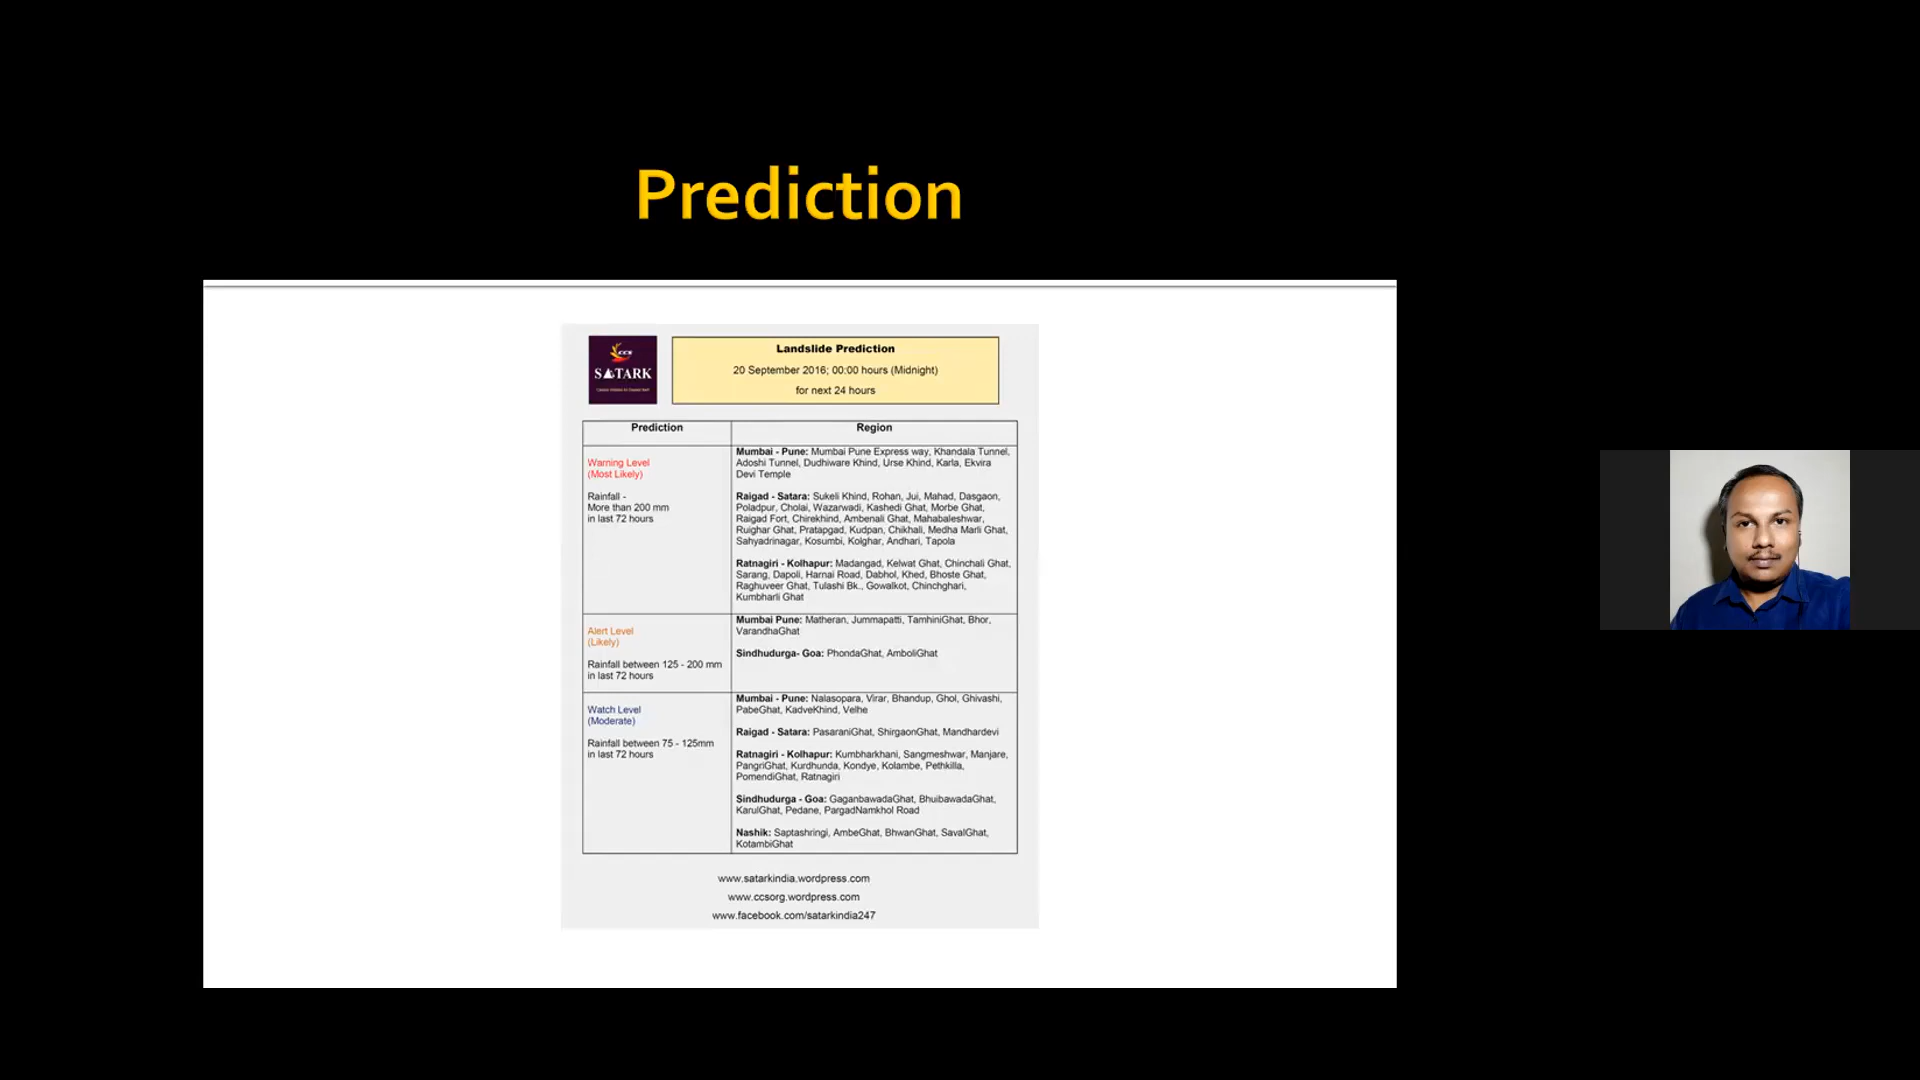 Prediction
CCS
SATARK
Landslide Prediction
20 September 2016; 00:00 hours (Midnight)
for next 24 hours
Prediction
Region
Warning Level
(Most Likely)
Rainfall -
More than 200 mm
in last 72 hours
Mumbai - Pune: Mumbai Pune Express way, Khandala Tunnel,
Adoshi Tunnel, Dudhiware Khind, Urse Khind, Karla, Ekvira
Devi Temple
Raigad - Satara: Sukeli Khind, Rohan, Jui, Mahad, Dasgaon,
Poladpur, Cholai, Wazarwadi, Kashedi Ghat, Morbe Ghat,
Raigad Fort, Chirekhind, Ambenali Ghat, Mahabaleshwar,
Ruighar Ghat, Pratapgad, Kudpan, Chikhali, Medha Marli Ghat,
Sahyadrinagar, Kosumbi, Kolghar, Andhari, Tapola
Ratnagiri - Kolhapur: Madangad, Kelwat Ghat, Chinchali Ghat,
Sarang, Dapoli, Harnai Road, Dabhol, Khed, Bhoste Ghat,
Raghuveer Ghat, Tulashi Bk., Gowalkot, Chinchghari,
Kumbharli Ghat
Alert Level
(Likely)
Rainfall between 125 - 200 mm
in last 72 hours
Mumbai Pune: Matheran, Jummapatti, TamhiniGhat, Bhor,
VarandhaGhat
Sindhudurga- Goa: PhondaGhat, AmboliGhat
Watch Level
(Moderate)
Rainfall between 75 - 125mm
in last 72 hours
Mumbai - Pune: Nalasopara, Virar, Bhandup, Ghol, Ghivashi,
PabeGhat, KadveKhind, Velhe
Raigad - Satara: PasaraniGhat, ShirgaonGhat, Mandhardevi
Ratnagiri - Kolhapur: Kumbharkhani, Sangmeshwar, Manjare,
PangriGhat, Kurdhunda, Kondye, Kolambe, Pethkilla,
PomendiGhat, Ratnagiri
Sindhudurga - Goa: GaganbawadaGhat, BhuibawadaGhat,
KarulGhat, Pedane, PargadNamkhol Road
Nashik: Saptashringi, AmbeGhat, BhwanGhat, SavalGhat,
KotambiGhat
www.satarkindia.wordpress.com
www.ccsorg.wordpress.com
www.facebook.com/satarkindia247